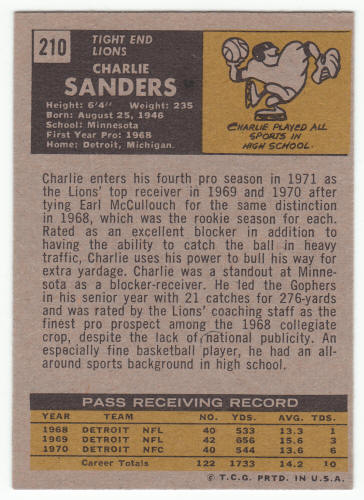 210
TIGHT END
LIONS
CHARLIE
SANDERS
Height: 6'4" Weight: 235
Born: August 25, 1946
School: Minnesota
First Year Pro: 1968
Home: Detroit, Michigan.
CHARLIE PLAYED ALL
SPORTS IN
HIGH SCHOOL.
Charlie enters his fourth pro season in 1971 as
the Lions' top receiver in 1969 and 1970 after
tying Earl McCullouch for the same distinction
in 1968, which was the rookie season for each.
Rated as an excellent blocker in addition to
having the ability to catch the ball in heavy
traffic, Charlie uses his power to bull his way for
extra yardage. Charlie was a standout at Minne-
sota as a blocker-receiver. He led the Gophers
in his senior year with 21 catches for 276-yards
and was rated by the Lions' coaching staff as the
finest pro prospect among the 1968 collegiate
crop, despite the lack of national publicity. An
especially fine basketball player, he had an all-
around sports background in high school.
PASS RECEIVING RECORD
YEAR TEAM NO. YDS. AVG. TDS.
1968 DETROIT NFL 40 533 13.3 1
1969 DETROIT NFL 42 656 15.6 3
1970 DETROIT NFC 40 544 13.6 6
Career Totals 122 1733 14.2 10
© T.C.G. PRTD. IN U.S.A.